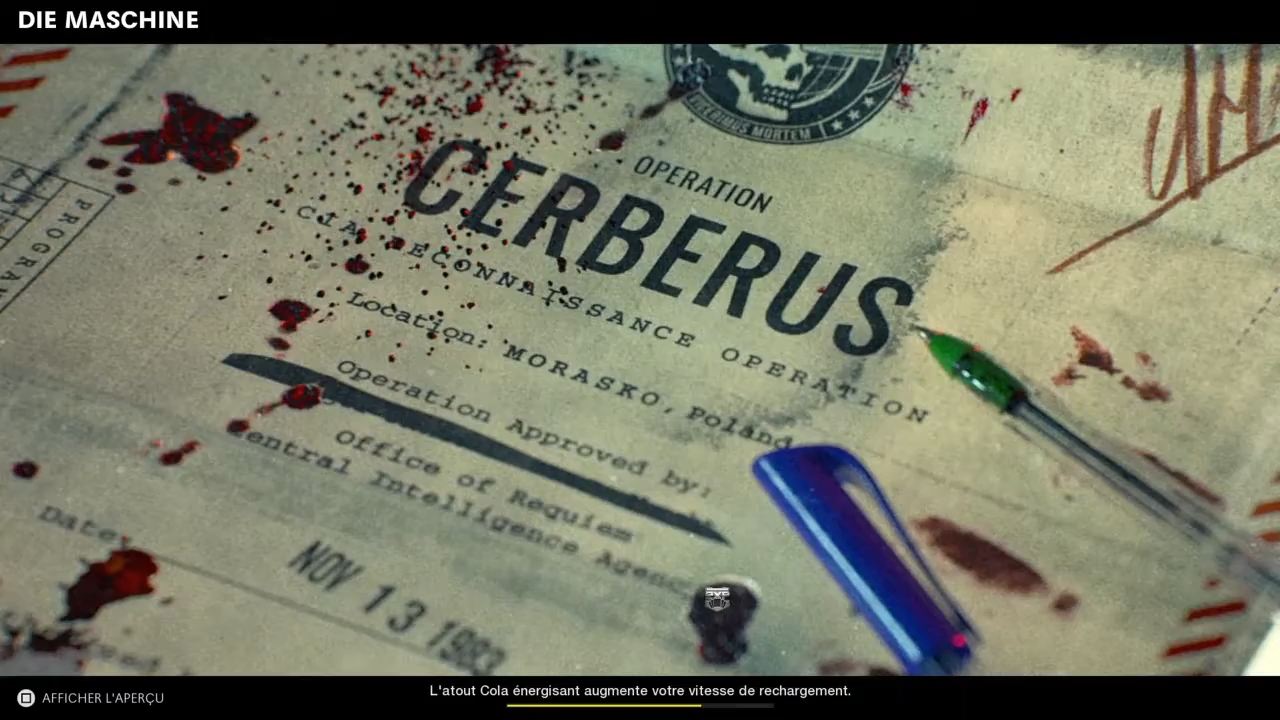 DIE MASCHINE
MORTEM
OPERATION
CERBERUS
CIA RECONNAISSANCE OPERATION
Location: MORASKO, Poland
Operation Approved by:
Office of Requiem
Central Intelligence Agency
Date:
NOV 13 1983
AFFICHER L'APERÇU
L'atout Cola énergisant augmente votre vitesse de rechargement.